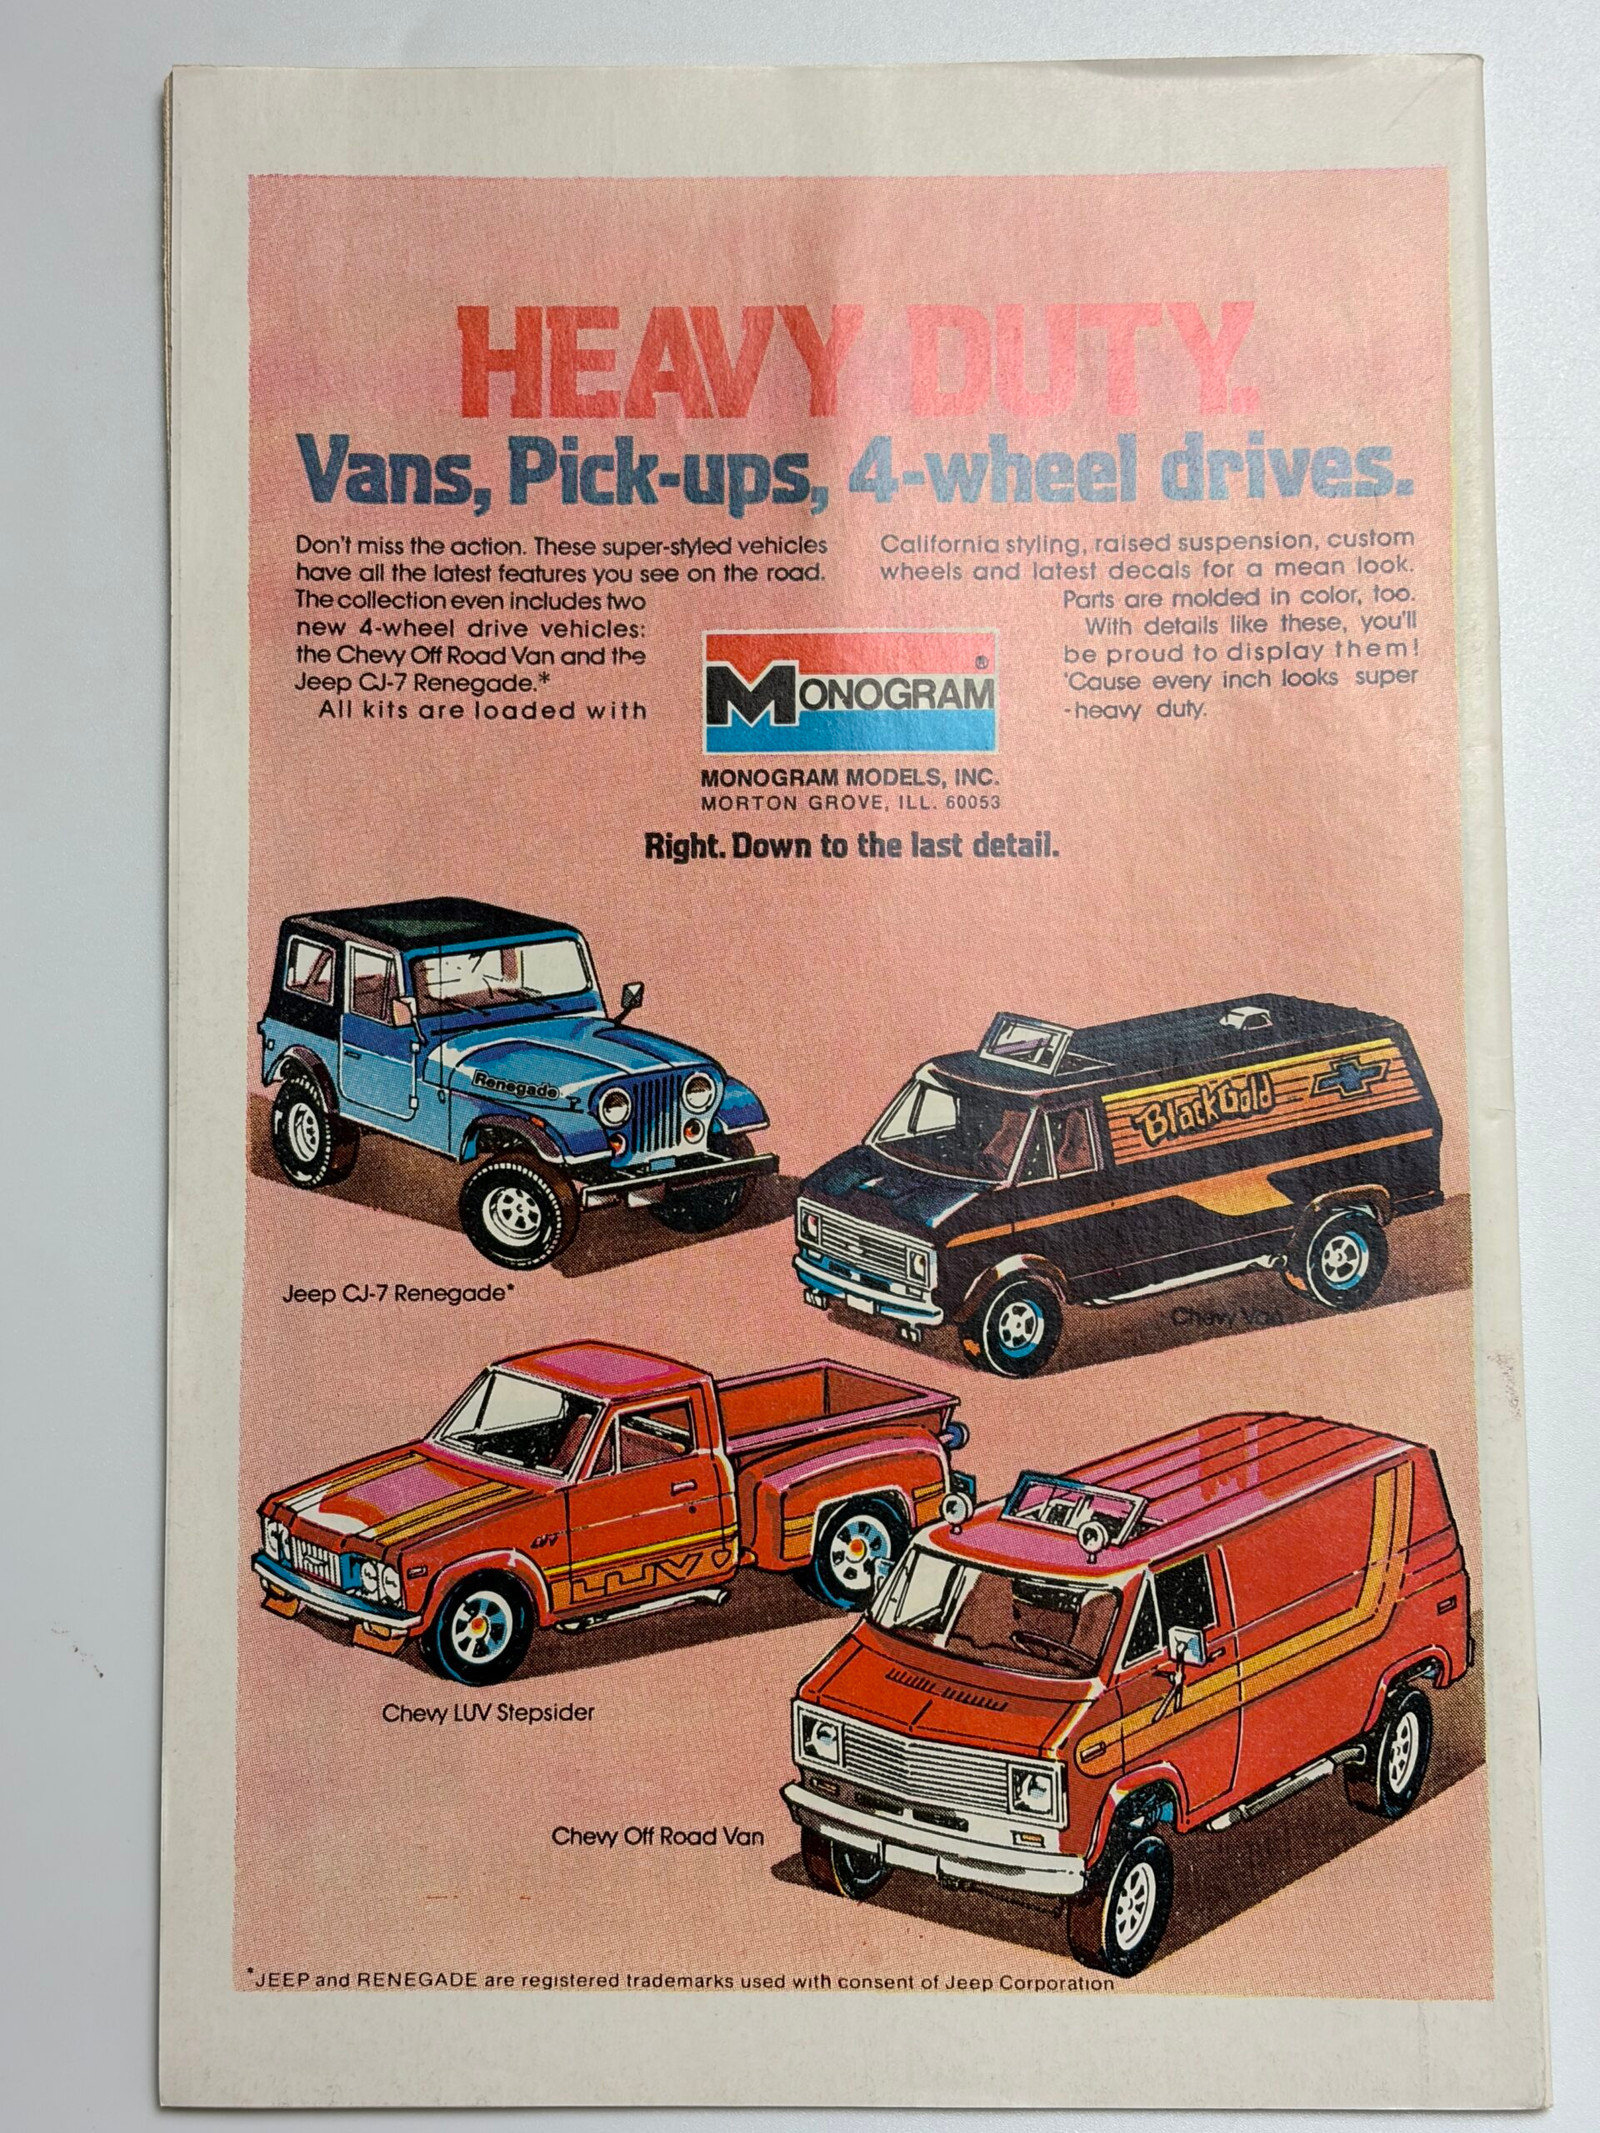 HEAVY DUTY.
Vans, Pick-ups, 4-wheel drives.
Don't miss the action. These super-styled vehicles
have all the latest features you see on the road.
The collection even includes two
new 4-wheel drive vehicles:
the Chevy Off Road Van and the
Jeep CJ-7 Renegade.*
All kits are loaded with
California styling, raised suspension, custom
wheels and latest decals for a mean look.
Parts are molded in color, too.
With details like these, you'll
be proud to display them!
'Cause every inch looks super
-heavy duty.
MONOGRAM®
MONOGRAM MODELS, INC.
MORTON GROVE, ILL. 60053
Right. Down to the last detail.
Renegade
Black Gold
Jeep CJ-7 Renegade*
Chevy Van
LUV
Chevy LUV Stepsider
Chevy Off Road Van
*JEEP and RENEGADE are registered trademarks used with consent of Jeep Corporation